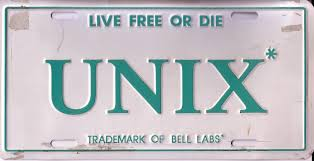 LIVE FREE OR DIE
UNIX*
TRADEMARK OF BELL LABS*